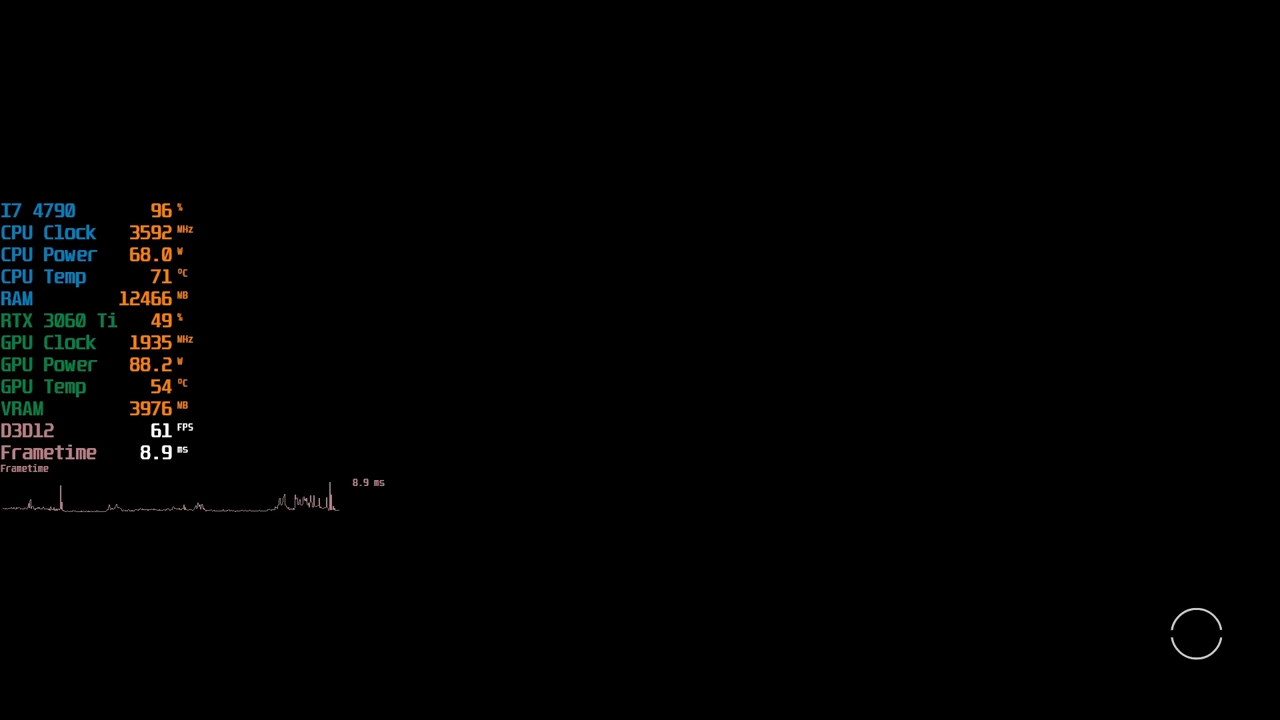 I7 4790 96 %
CPU Clock 3592 MHz
CPU Power 68.0 W
CPU Temp 71 °C
RAM 12466 MB
RTX 3060 Ti 49 %
GPU Clock 1935 MHz
GPU Power 88.2 W
GPU Temp 54 °C
VRAM 3976 MB
D3D12 61 FPS
Frametime 8.9 ms
Frametime
8.9 ms